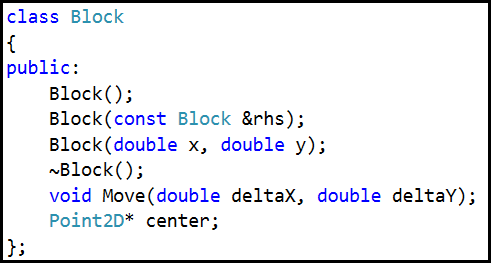 class Block
{
public:
    Block();
    Block(const Block &rhs);
    Block(double x, double y);
    ~Block();
    void Move(double deltaX, double deltaY);
    Point2D* center;
};